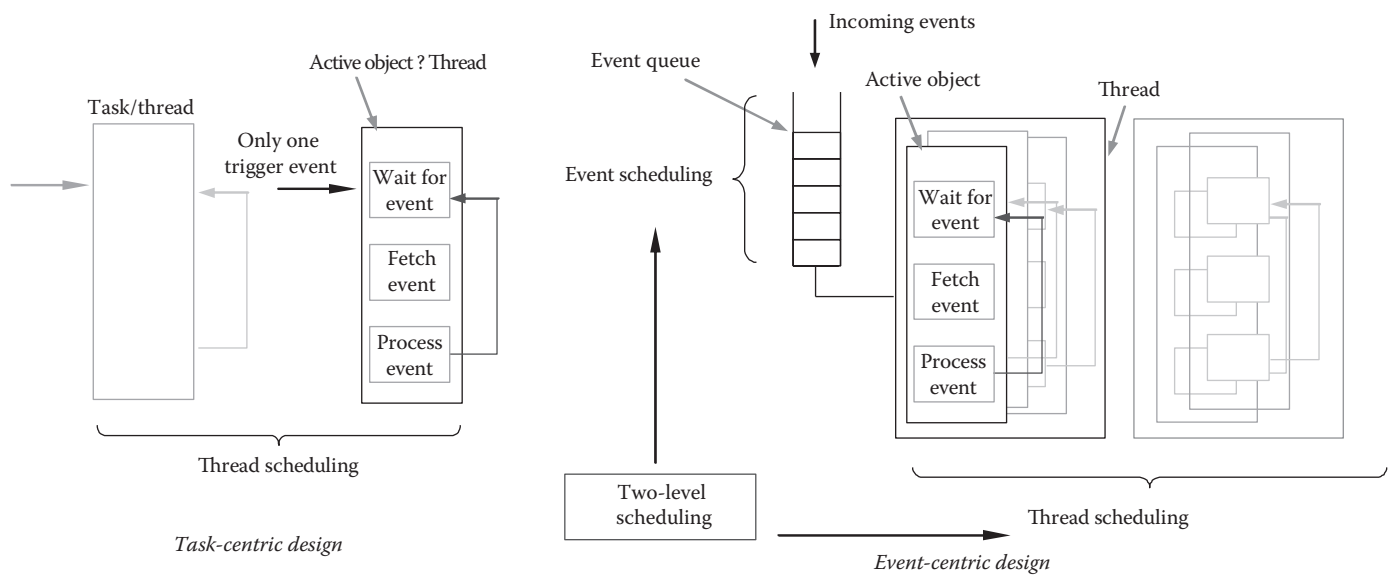 Task/thread
Active object ? Thread
Only one
trigger event
Wait for
event
Fetch
event
Process
event
Thread scheduling
Task-centric design
Incoming events
Event queue
Active object
Thread
Event scheduling
Wait for
event
Fetch
event
Process
event
Two-level
scheduling
Thread scheduling
Event-centric design